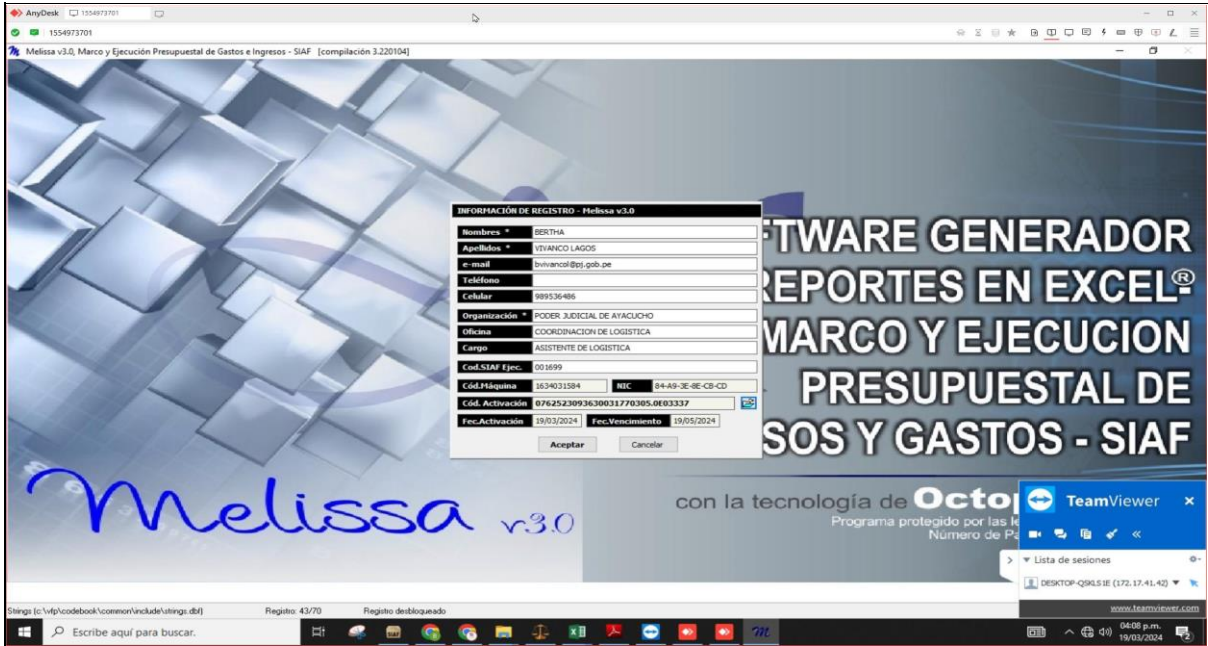 AnyDesk 1554973701
1554973701
Melissa v3.0, Marco y Ejecución Presupuestal de Gastos e Ingresos - SIAF [compilación 3.220104]
INFORMACIÓN DE REGISTRO - Melissa v3.0
Nombres * BERTHA
Apellidos * VIVANCO LAGOS
e-mail bvivancol@pj.gob.pe
Teléfono
Celular 989536486
Organización * PODER JUDICIAL DE AYACUCHO
Oficina COORDINACION DE LOGISTICA
Cargo ASISTENTE DE LOGISTICA
Cod.SIAF Ejec. 001699
Cód.Máquina 1634031584 NIC 84-A9-3E-8E-CB-CD
Cód. Activación 0762523093630031770305.0E03337
Fec.Activación 19/03/2024 Fec.Vencimiento 19/05/2024
Aceptar Cancelar
FTWARE GENERADOR
REPORTES EN EXCEL®
MARCO Y EJECUCION
PRESUPUESTAL DE
SOS Y GASTOS - SIAF
Melissa v3.0
con la tecnología de Octo
Programa protegido por las le
Número de Pa
TeamViewer
Lista de sesiones
(172.17.41.42)
www.teamviewer.com
Strings (c:\vfp\codebook\common\include\strings.dbf) Registro: 43/70 Registro desbloqueado
Escribe aquí para buscar.
04:08 p.m.
19/03/2024